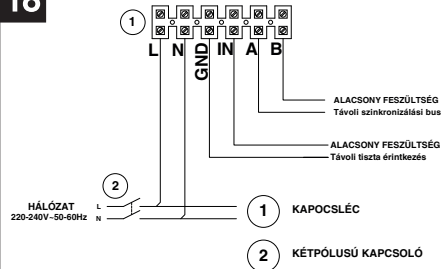 16
1
L N GND IN A B
ALACSONY FESZÜLTSÉG
Távoli szinkronizálási bus
ALACSONY FESZÜLTSÉG
Távoli tiszta érintkezés
2
HÁLÓZAT
220-240V~50-60Hz
L
N
1 KAPOCSLÉC
2 KÉTPÓLUSÚ KAPCSOLÓ